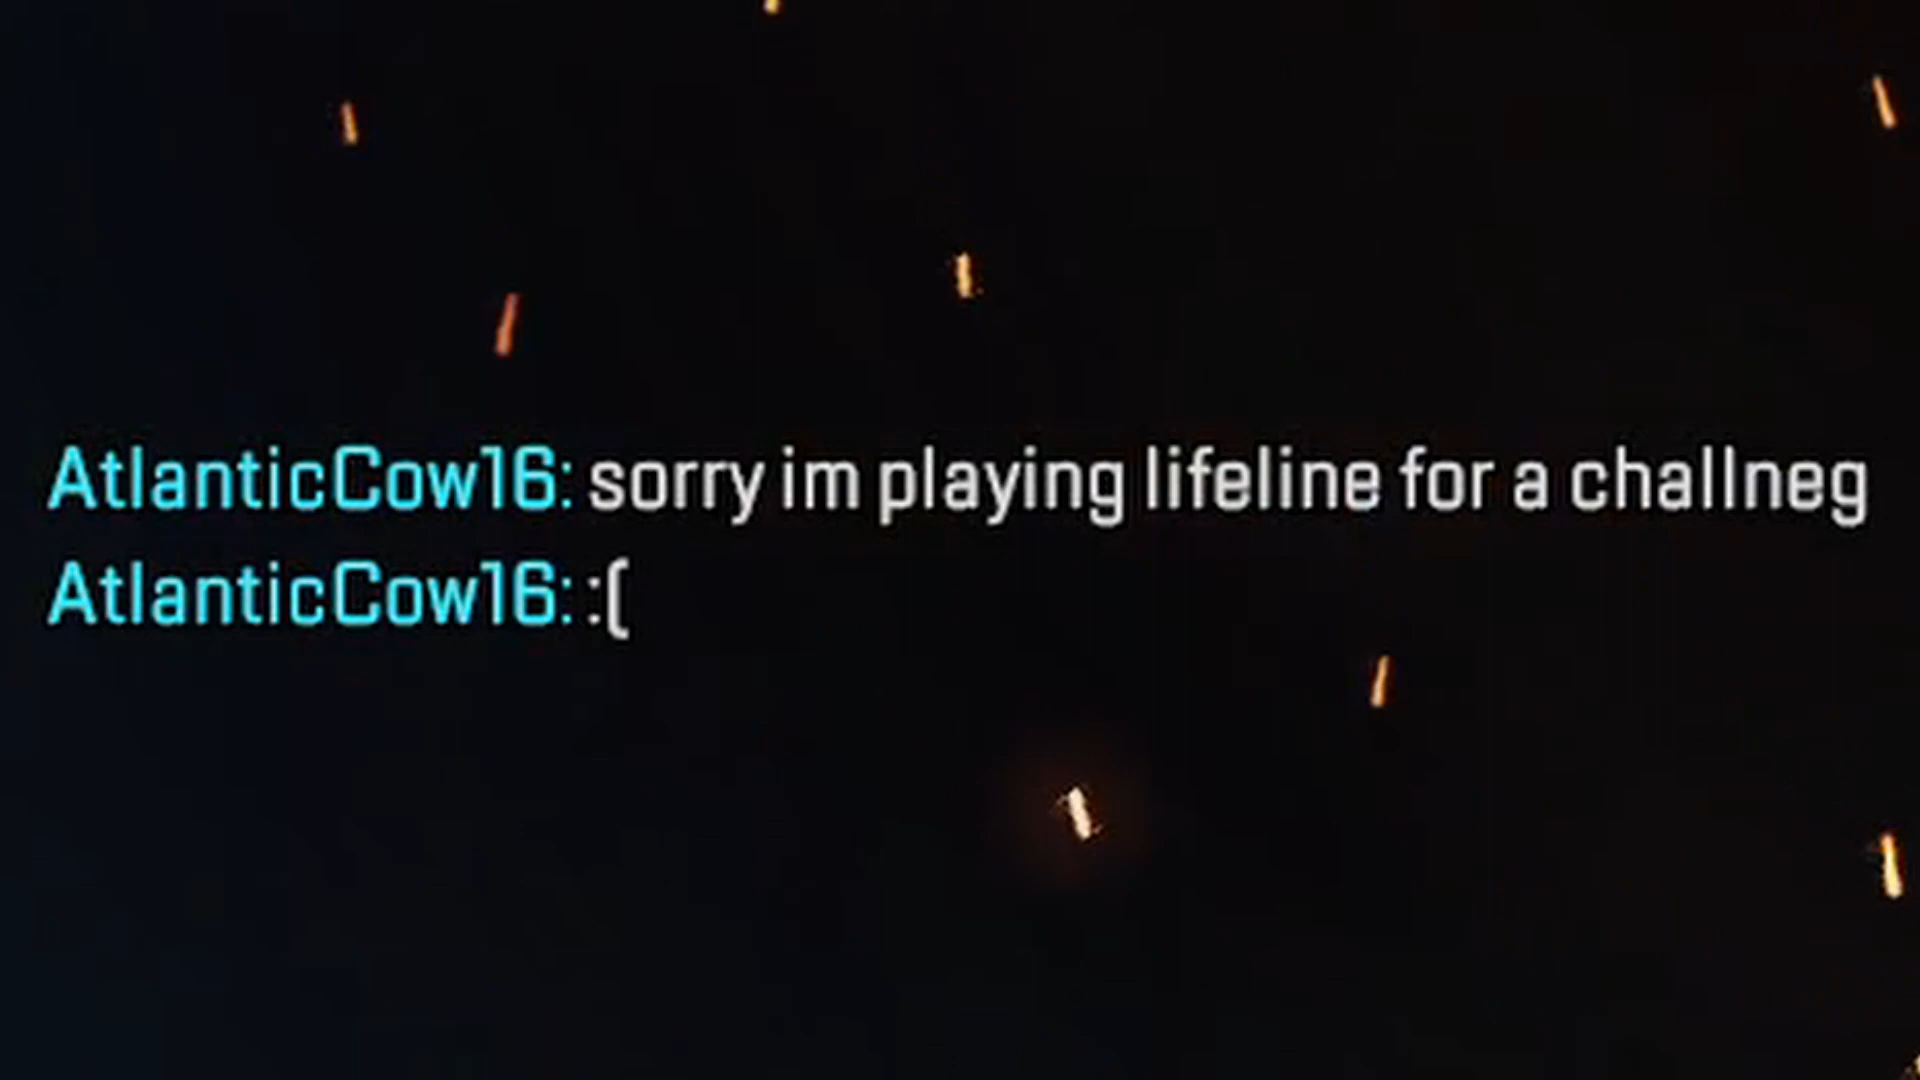 AtlanticCow16: sorry im playing lifeline for a challneg
AtlanticCow16: :(